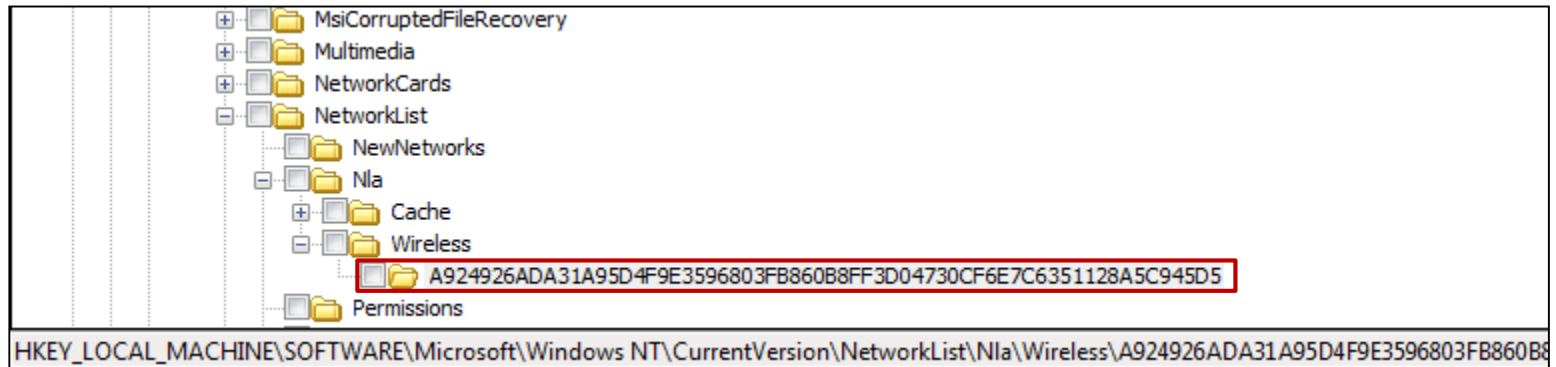 MsiCorruptedFileRecovery
Multimedia
NetworkCards
NetworkList
NewNetworks
Nla
Cache
Wireless
A924926ADA31A95D4F9E3596803FB860B8FF3D04730CF6E7C6351128A5C945D5
Permissions
HKEY_LOCAL_MACHINE\SOFTWARE\Microsoft\Windows NT\CurrentVersion\NetworkList\Nla\Wireless\A924926ADA31A95D4F9E3596803FB860B8